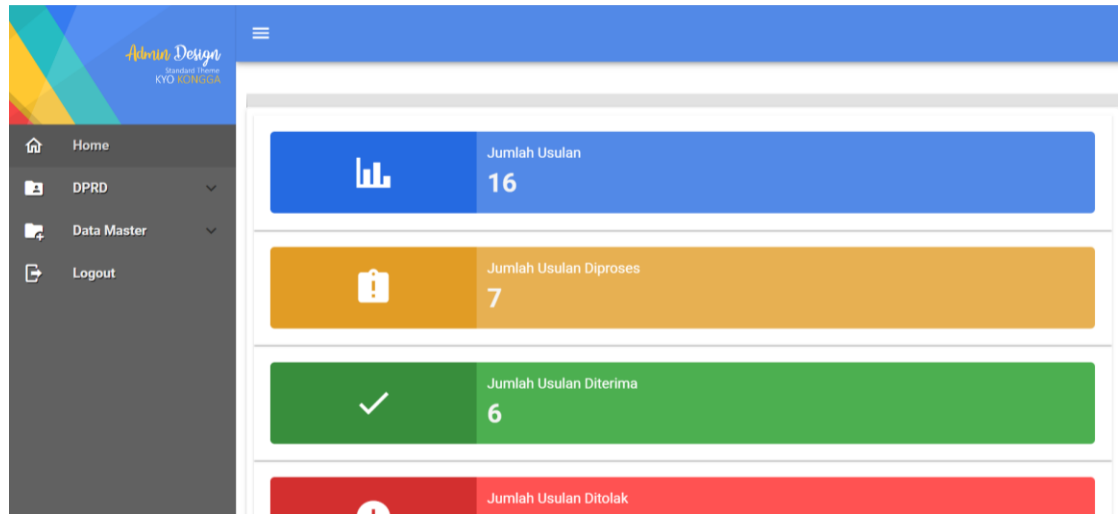 Admin Design
Standard Theme
KYO KONGGA
Home
DPRD
Data Master
Logout
Jumlah Usulan
16
Jumlah Usulan Diproses
7
Jumlah Usulan Diterima
6
Jumlah Usulan Ditolak